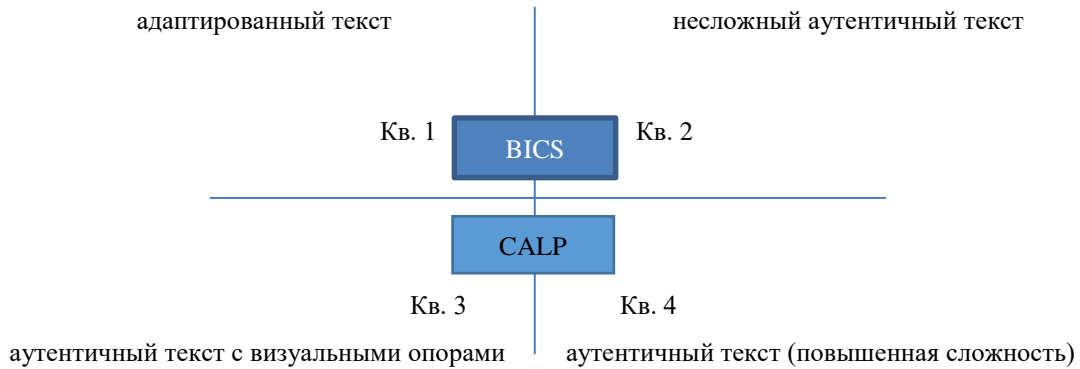 адаптированный текст
несложный аутентичный текст
Кв. 1
BICS
Кв. 2
CALP
Кв. 3
Кв. 4
аутентичный текст с визуальными опорами
аутентичный текст (повышенная сложность)